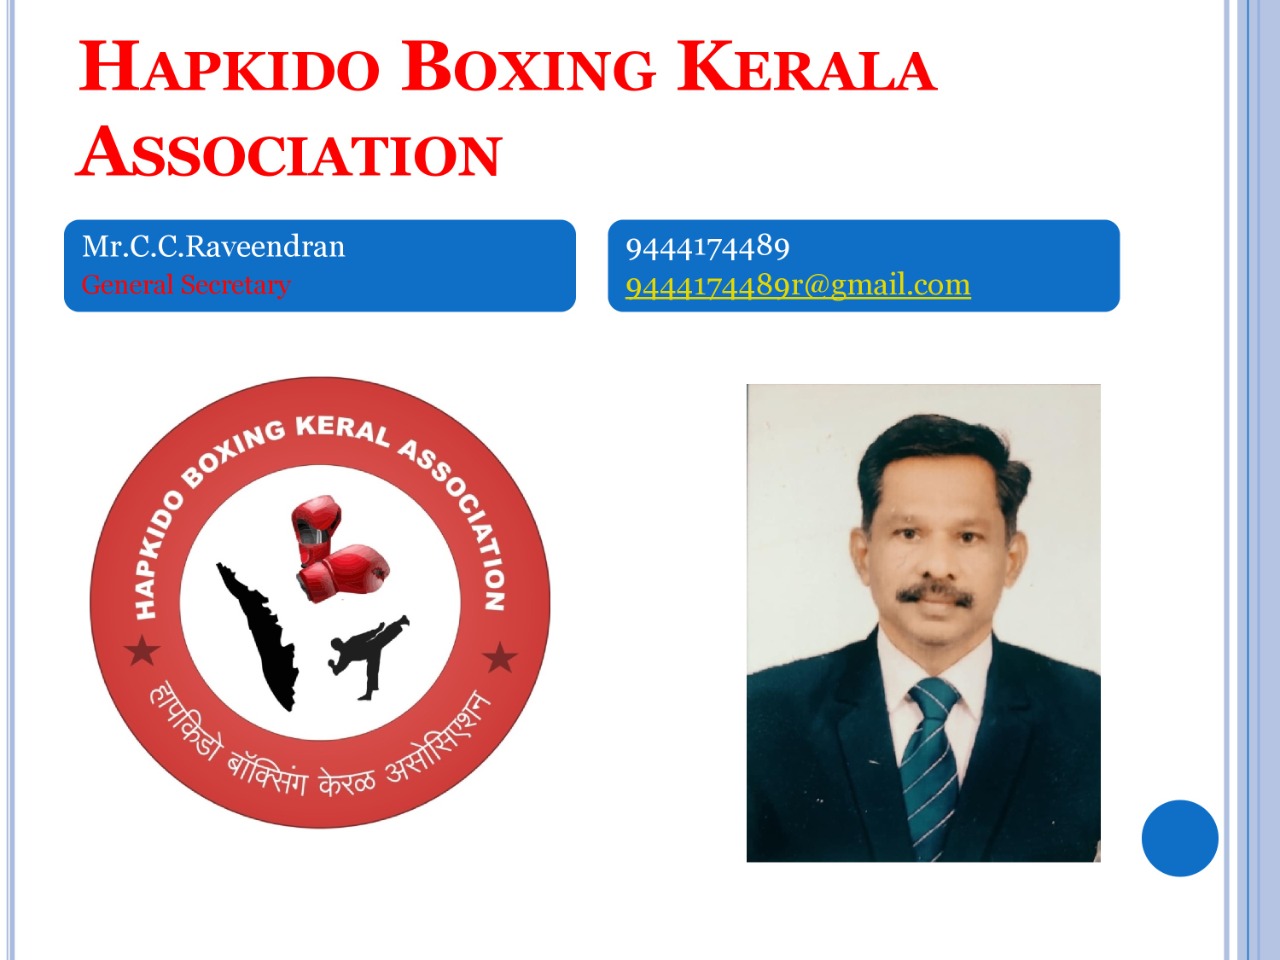 Hapkido Boxing Kerala
Association
Mr.C.C.Raveendran
General Secretary
9444174489
9444174489r@gmail.com
HAPKIDO BOXING KERAL ASSOCIATION
हापकिडो बॉक्सिंग केरळ असोसिएशन